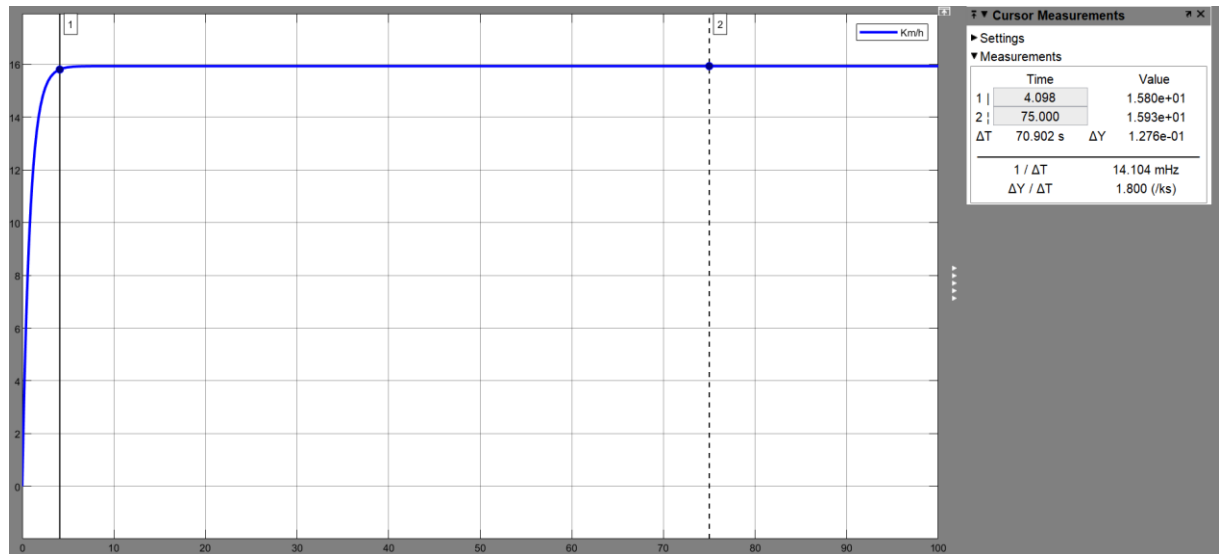 1
2
Km/h
16
14
12
10
8
6
4
2
0
0 10 20 30 40 50 60 70 80 90 100
Cursor Measurements
Settings
Measurements
Time Value
1 | 4.098 1.580e+01
2 ¦ 75.000 1.593e+01
ΔT 70.902 s ΔY 1.276e-01
1 / ΔT 14.104 mHz
ΔY / ΔT 1.800 (/ks)